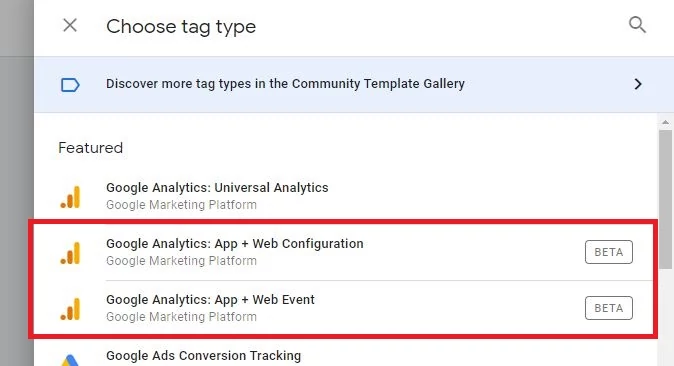 Choose tag type
Discover more tag types in the Community Template Gallery
Featured
Google Analytics: Universal Analytics
Google Marketing Platform
Google Analytics: App + Web Configuration
Google Marketing Platform
BETA
Google Analytics: App + Web Event
Google Marketing Platform
BETA
Google Ads Conversion Tracking